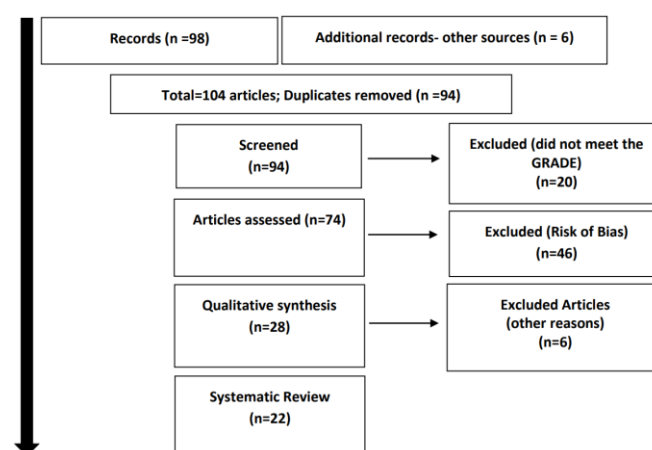 Records (n =98)
Additional records- other sources (n = 6)
Total=104 articles; Duplicates removed (n =94)
Screened
(n=94)
Excluded (did not meet the
GRADE)
(n=20)
Articles assessed (n=74)
Excluded (Risk of Bias)
(n=46)
Qualitative synthesis
(n=28)
Excluded Articles
(other reasons)
(n=6)
Systematic Review
(n=22)